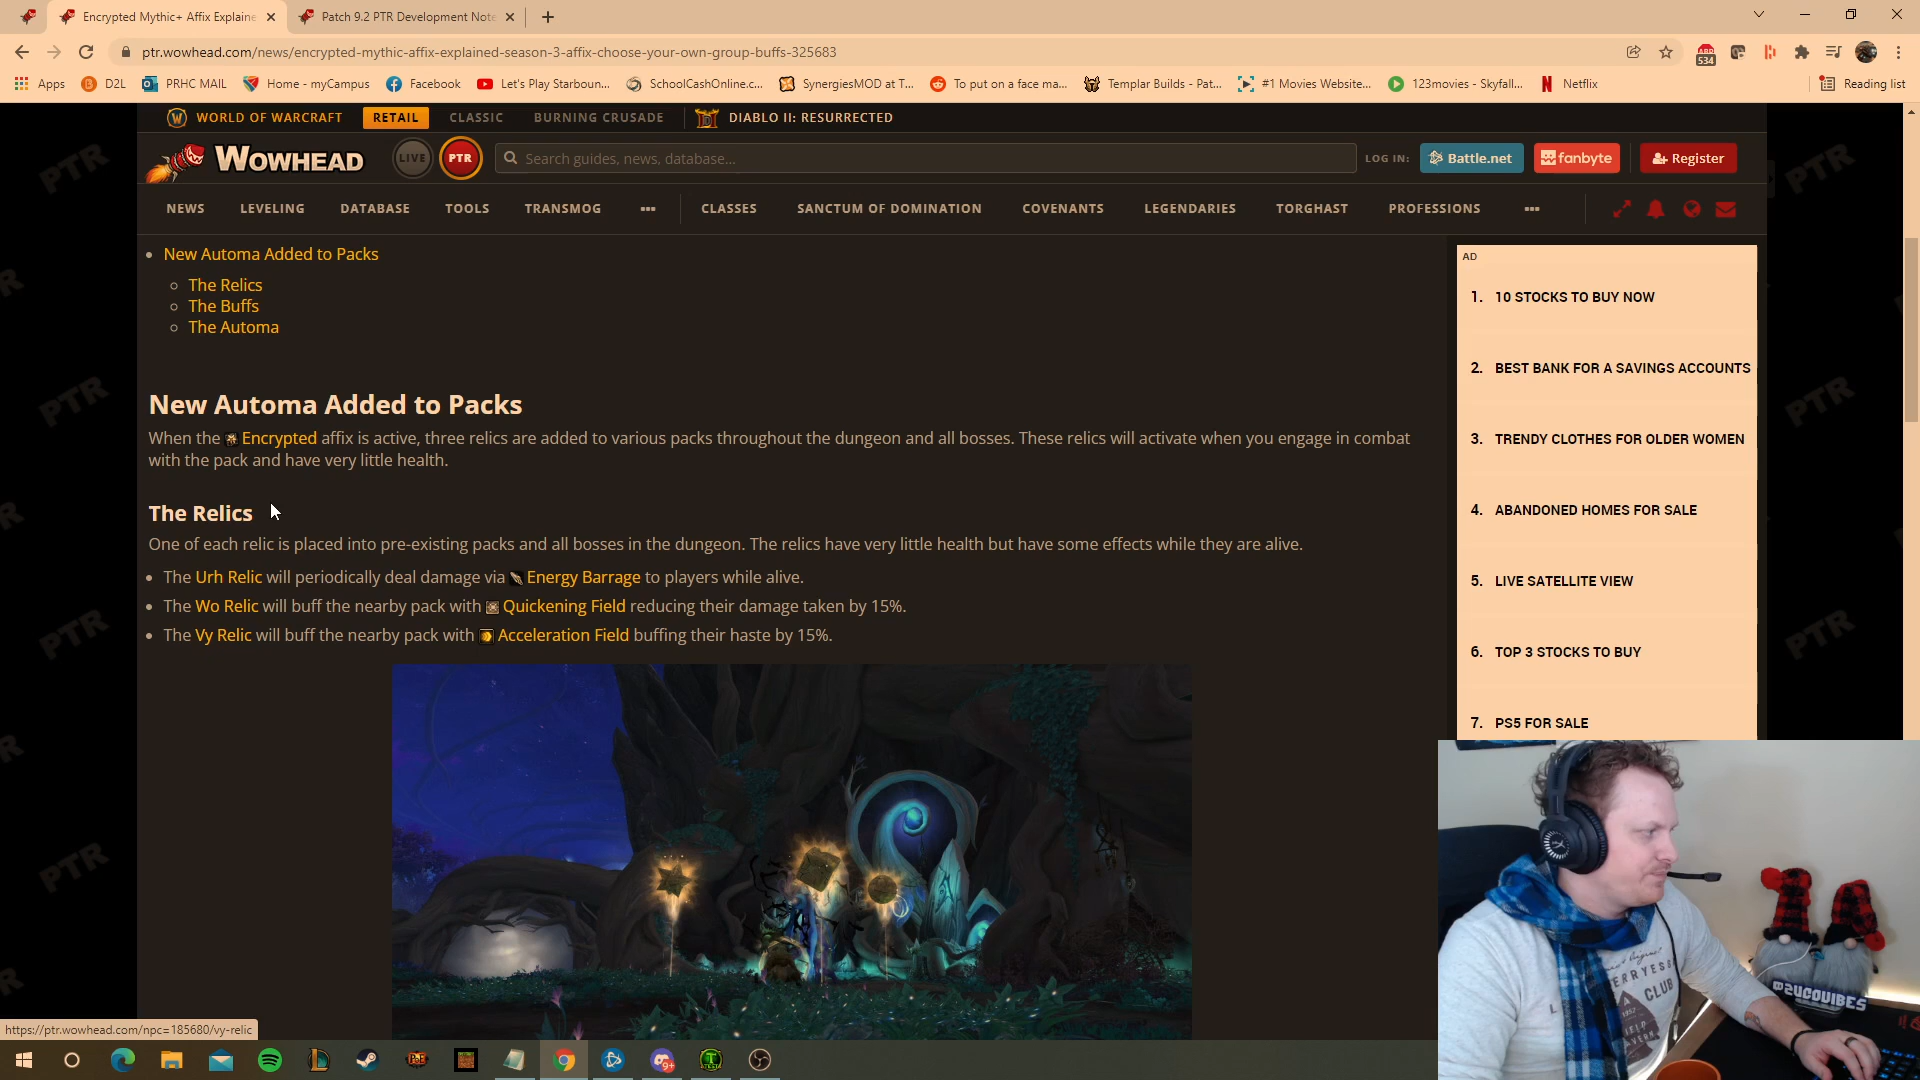 Encrypted Mythic+ Affix Explaine
Patch 9.2 PTR Development Note
ptr.wowhead.com/news/encrypted-mythic-affix-explained-season-3-affix-choose-your-own-group-buffs-325683
534
Apps
D2L
PRHC MAIL
Home - myCampus
Facebook
Let's Play Starboun...
SchoolCashOnline.c...
SynergiesMOD at T...
To put on a face ma...
Templar Builds - Pat...
#1 Movies Website...
123movies - Skyfall...
Netflix
Reading list
WORLD OF WARCRAFT
RETAIL
CLASSIC
BURNING CRUSADE
DIABLO II: RESURRECTED
WOWHEAD
LIVE
PTR
Search guides, news, database...
LOG IN:
Battle.net
fanbyte
Register
NEWS
LEVELING
DATABASE
TOOLS
TRANSMOG
CLASSES
SANCTUM OF DOMINATION
COVENANTS
LEGENDARIES
TORGHAST
PROFESSIONS
New Automa Added to Packs
The Relics
The Buffs
The Automa
New Automa Added to Packs
When the Encrypted affix is active, three relics are added to various packs throughout the dungeon and all bosses. These relics will activate when you engage in combat
with the pack and have very little health.
The Relics
One of each relic is placed into pre-existing packs and all bosses in the dungeon. The relics have very little health but have some effects while they are alive.
The Urh Relic will periodically deal damage via Energy Barrage to players while alive.
The Wo Relic will buff the nearby pack with Quickening Field reducing their damage taken by 15%.
The Vy Relic will buff the nearby pack with Acceleration Field buffing their haste by 15%.
AD
1. 10 STOCKS TO BUY NOW
2. BEST BANK FOR A SAVINGS ACCOUNTS
3. TRENDY CLOTHES FOR OLDER WOMEN
4. ABANDONED HOMES FOR SALE
5. LIVE SATELLITE VIEW
6. TOP 3 STOCKS TO BUY
7. PS5 FOR SALE
https://ptr.wowhead.com/npc=185680/vy-relic
CLUB
9+